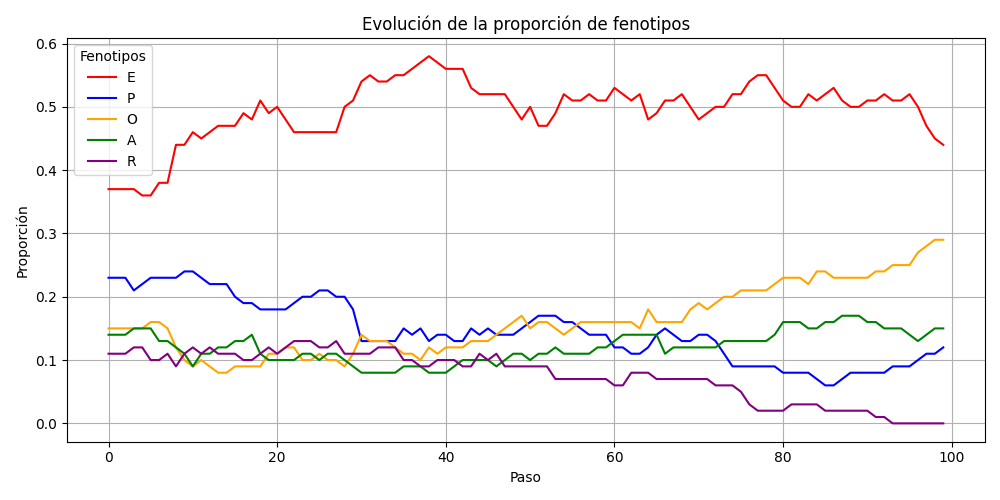 Evolución de la proporción de fenotipos
Fenotipos
E
P
O
A
R
Proporción
0.6
0.5
0.4
0.3
0.2
0.1
0.0
0 20 40 60 80 100
Paso